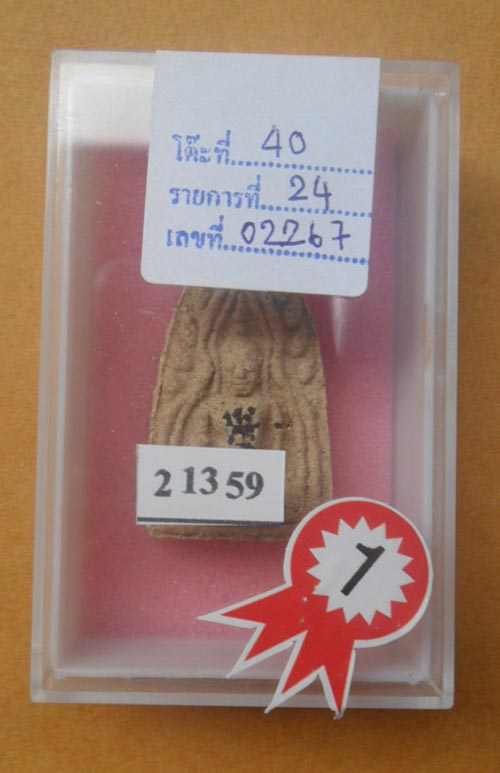 โต๊ะที่ 40
รายการที่ 24
เลขที่ 02267
2 13 59
1